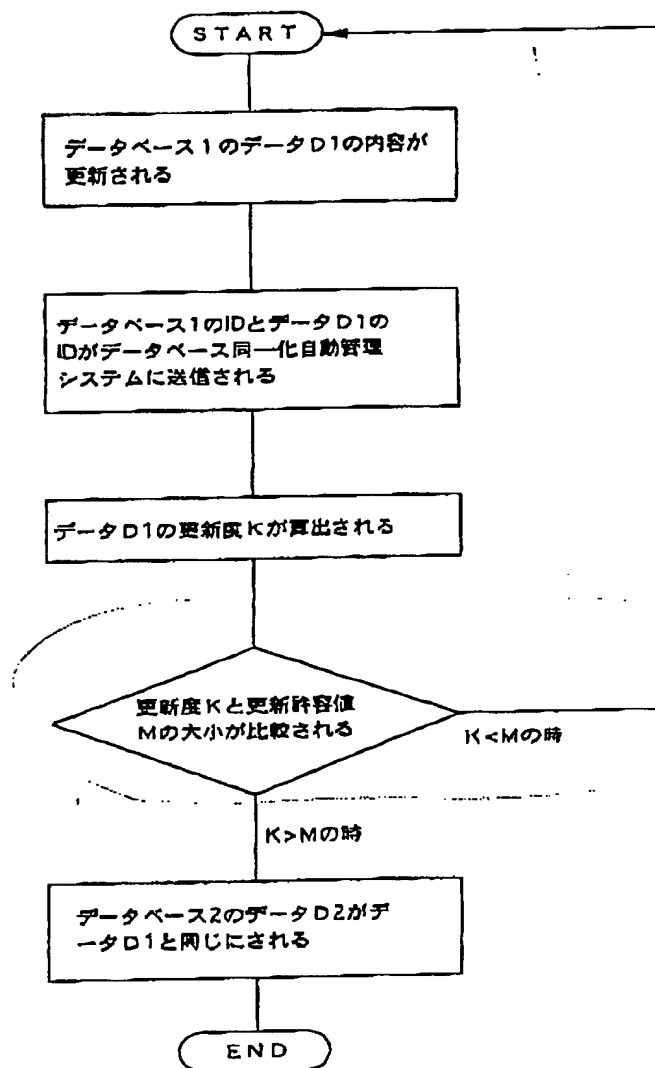 START
データベース1のデータD1の内容が
更新される
データベース1のIDとデータD1の
IDがデータベース同一化自動管理
システムに送信される
データD1の更新度Kが算出される
更新度Kと更新許容値
Mの大小が比較される
K<Mの時
K>Mの時
データベース2のデータD2がデ
ータD1と同じにされる
END